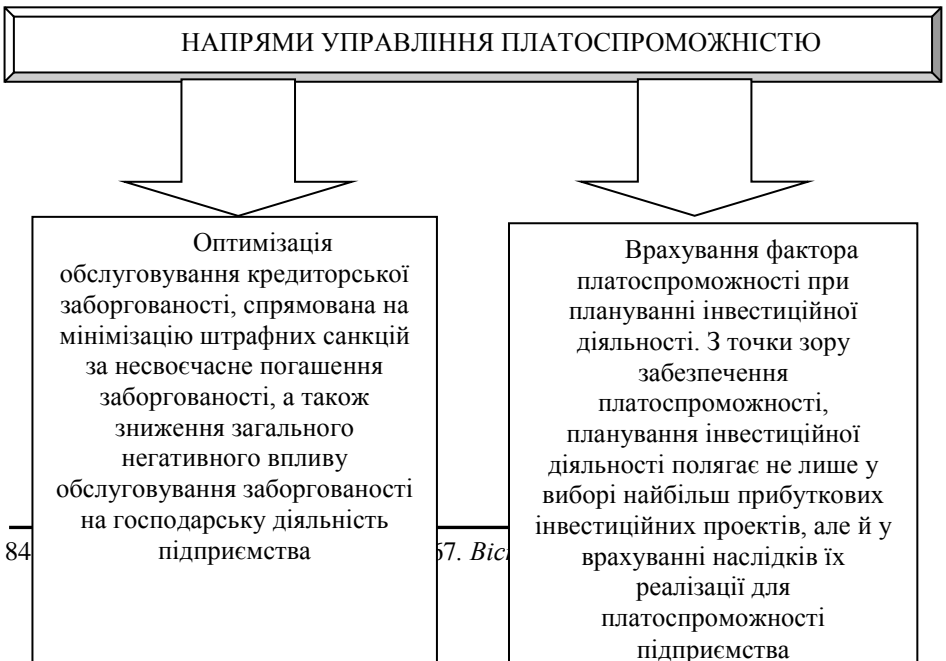 НАПРЯМИ УПРАВЛІННЯ ПЛАТОСПРОМОЖНІСТЮ
Оптимізація
обслуговування кредиторської
заборгованості, спрямована на
мінімізацію штрафних санкцій
за несвоєчасне погашення
заборгованості, а також
зниження загального
негативного впливу
обслуговування заборгованості
на господарську діяльність
підприємства
Врахування фактора
платоспроможності при
плануванні інвестиційної
діяльності. З точки зору
забезпечення
платоспроможності,
планування інвестиційної
діяльності полягає не лише у
виборі найбільш прибуткових
інвестиційних проектів, але й у
врахуванні наслідків їх
реалізації для
платоспроможності
підприємства
84